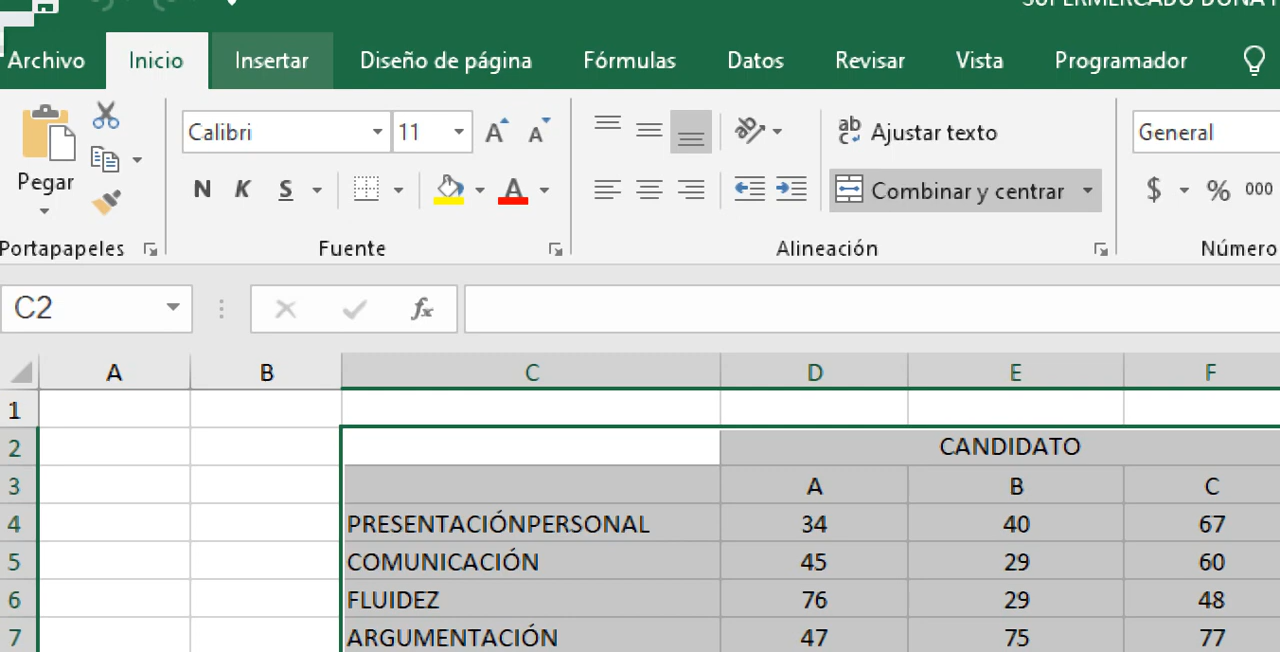 SUPERMERCADO DOÑA
Archivo Inicio Insertar Diseño de página Fórmulas Datos Revisar Vista Programador
Calibri 11 Ajustar texto General
Pegar N K S A Combinar y centrar $ % 000
Portapapeles Fuente Alineación Número
C2 fx
A B C D E F
1
2 CANDIDATO
3 A B C
4 PRESENTACIÓNPERSONAL 34 40 67
5 COMUNICACIÓN 45 29 60
6 FLUIDEZ 76 29 48
7 ARGUMENTACIÓN 47 75 77